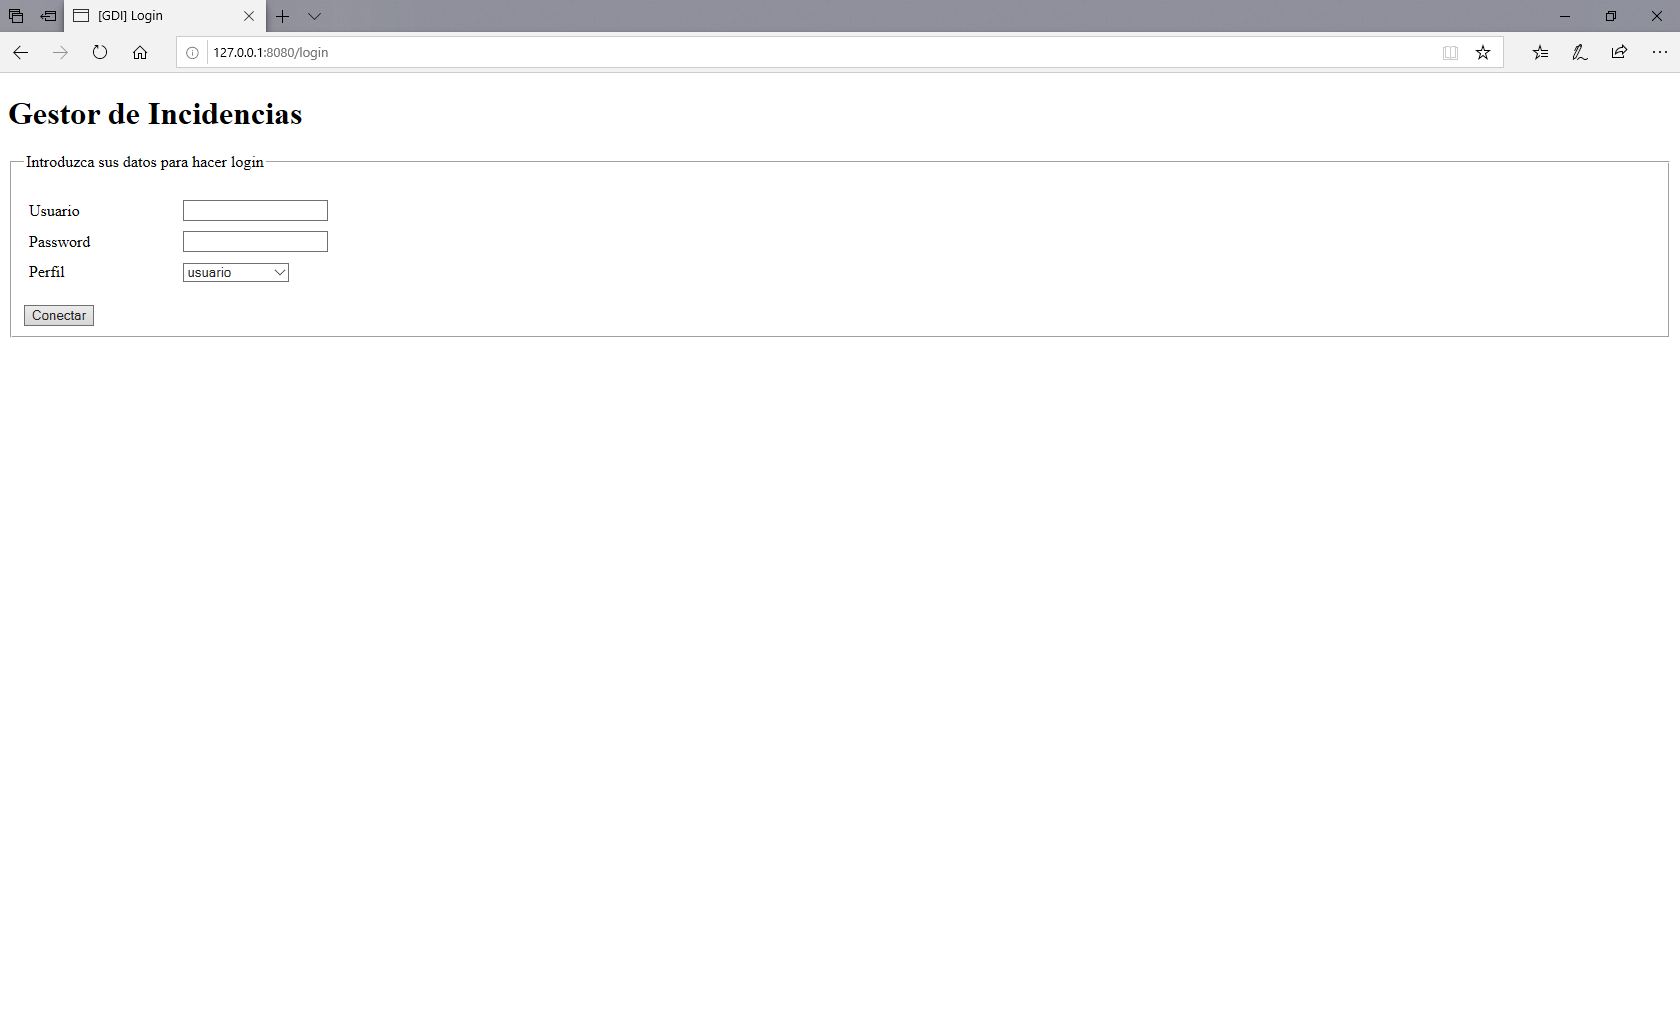 [GDI] Login
127.0.0.1:8080/login
Gestor de Incidencias
Introduzca sus datos para hacer login
Usuario
Password
Perfil usuario
Conectar